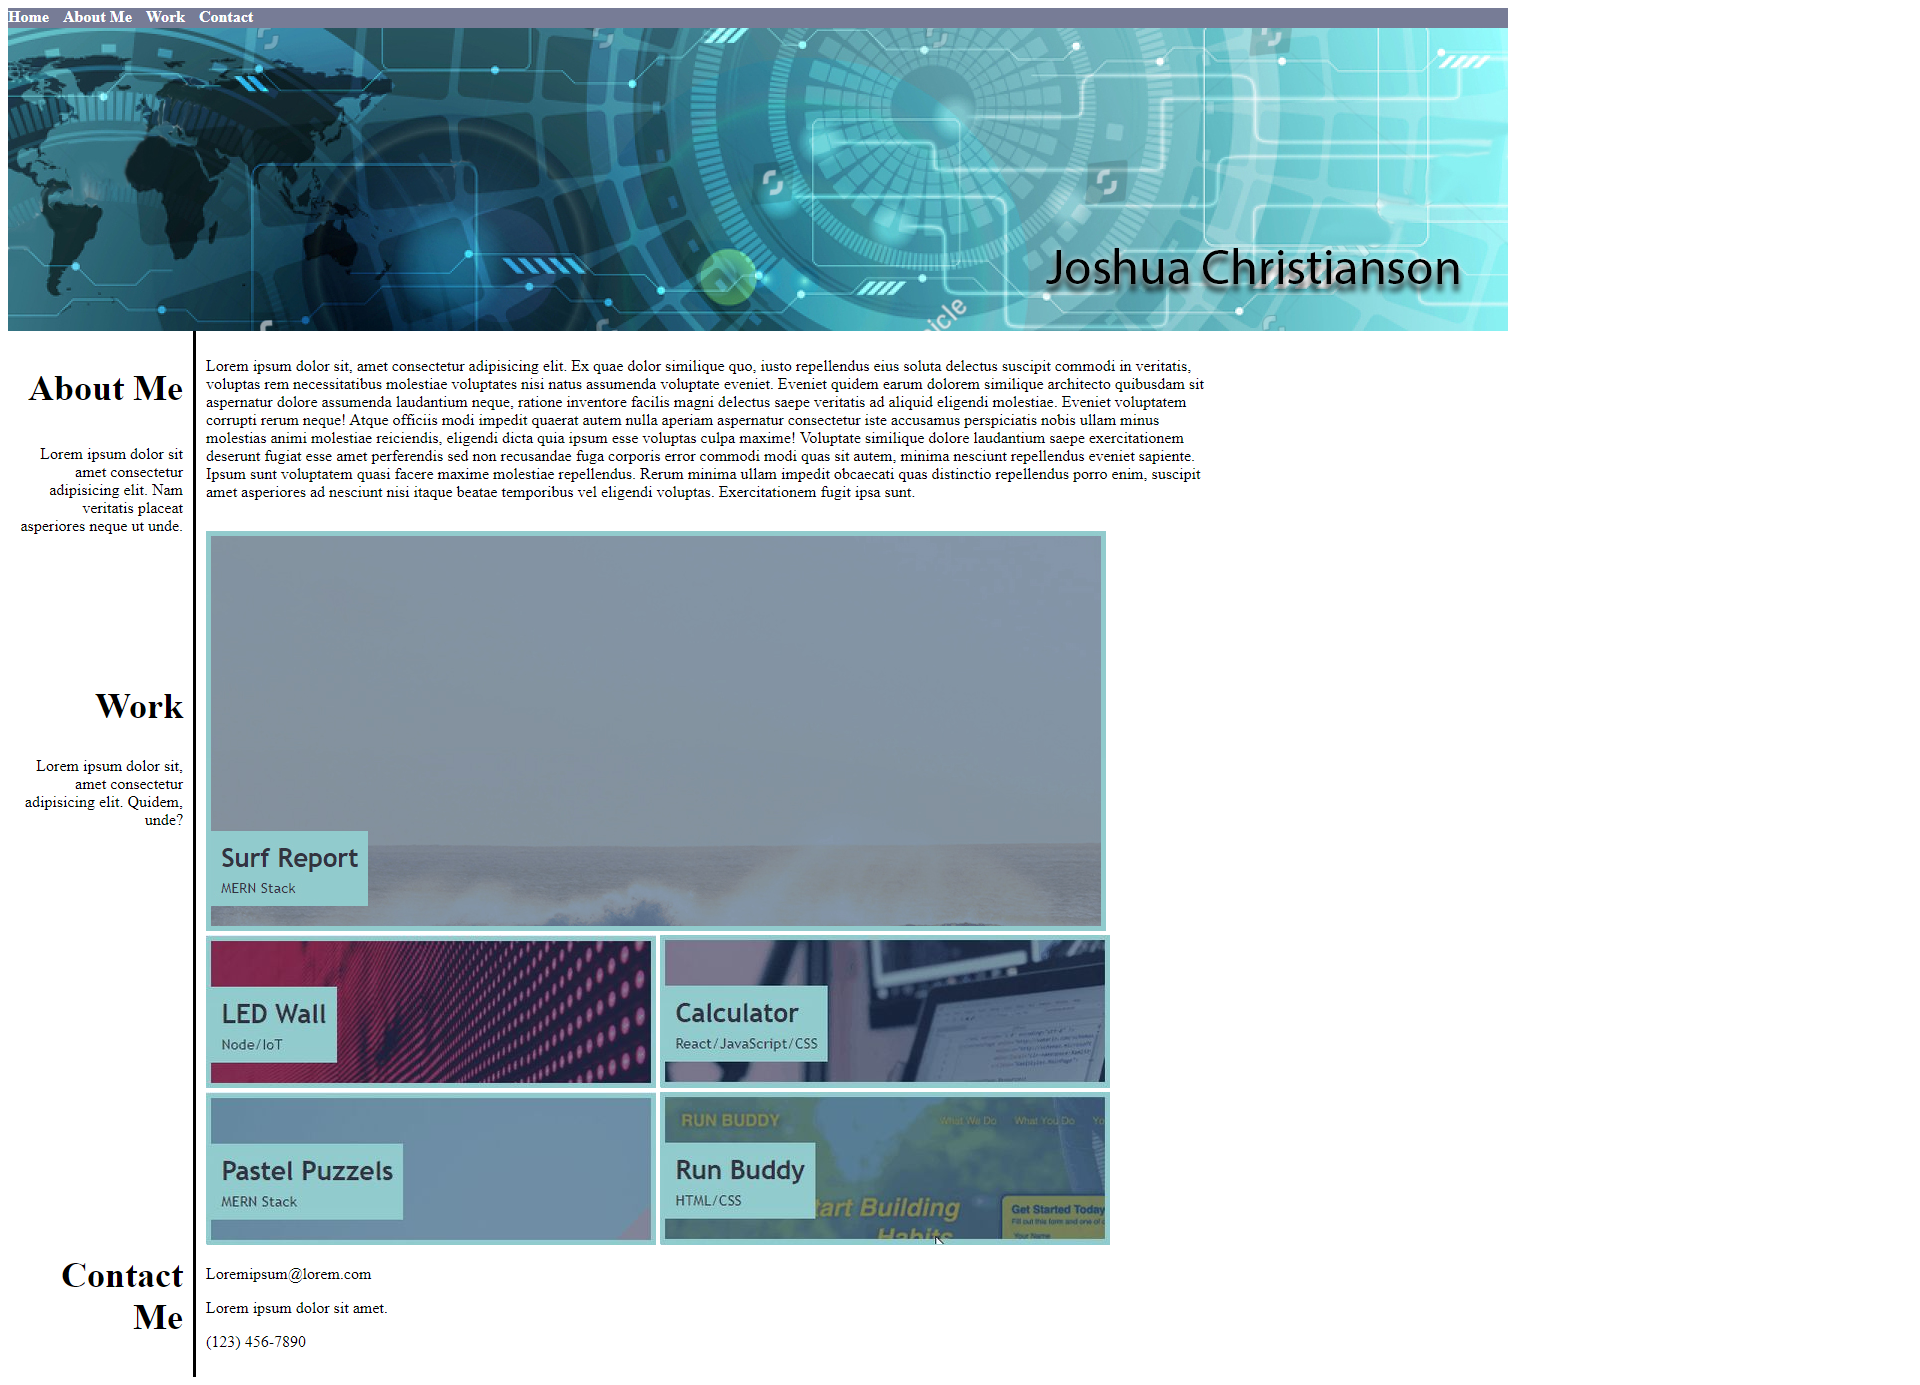 Home About Me Work Contact
icle
Joshua Christianson
About Me
Lorem ipsum dolor sit
amet consectetur
adipisicing elit. Nam
veritatis placeat
asperiores neque ut unde.
Lorem ipsum dolor sit, amet consectetur adipisicing elit. Ex quae dolor similique quo, iusto repellendus eius soluta delectus suscipit commodi in veritatis,
voluptas rem necessitatibus molestiae voluptates nisi natus assumenda voluptate eveniet. Eveniet quidem earum dolorem similique architecto quibusdam sit
aspernatur dolore assumenda laudantium neque, ratione inventore facilis magni delectus saepe veritatis ad aliquid eligendi molestiae. Eveniet voluptatem
corrupti rerum neque! Atque officiis modi impedit quaerat autem nulla aperiam aspernatur consectetur iste accusamus perspiciatis nobis ullam minus
molestias animi molestiae reiciendis, eligendi dicta quia ipsum esse voluptas culpa maxime! Voluptate similique dolore laudantium saepe exercitationem
deserunt fugiat esse amet perferendis sed non recusandae fuga corporis error commodi modi quas sit autem, minima nesciunt repellendus eveniet sapiente.
Ipsum sunt voluptatem quasi facere maxime molestiae repellendus. Rerum minima ullam impedit obcaecati quas distinctio repellendus porro enim, suscipit
amet asperiores ad nesciunt nisi itaque beatae temporibus vel eligendi voluptas. Exercitationem fugit ipsa sunt.
Work
Lorem ipsum dolor sit,
amet consectetur
adipisicing elit. Quidem,
unde?
Surf Report
MERN Stack
LED Wall
Node/IoT
Calculator
React/JavaScript/CSS
Pastel Puzzels
MERN Stack
RUN BUDDY What We Do What You Do Yo
Run Buddy
HTML/CSS
tart Building
Habits
Get Started Today
Fill out this form and one of
Your Name
Contact
Me
Loremipsum@lorem.com
Lorem ipsum dolor sit amet.
(123) 456-7890